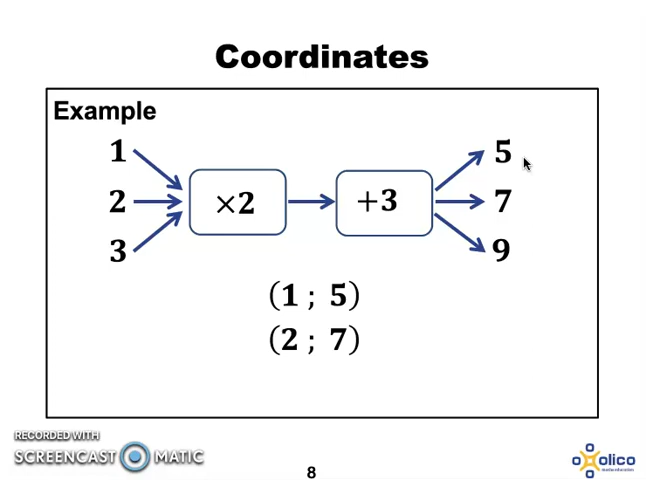 Coordinates
Example
1 5
2 ×2 +3 7
3 9
(1 ; 5)
(2 ; 7)
RECORDED WITH
SCREENCAST MATIC
8
olico